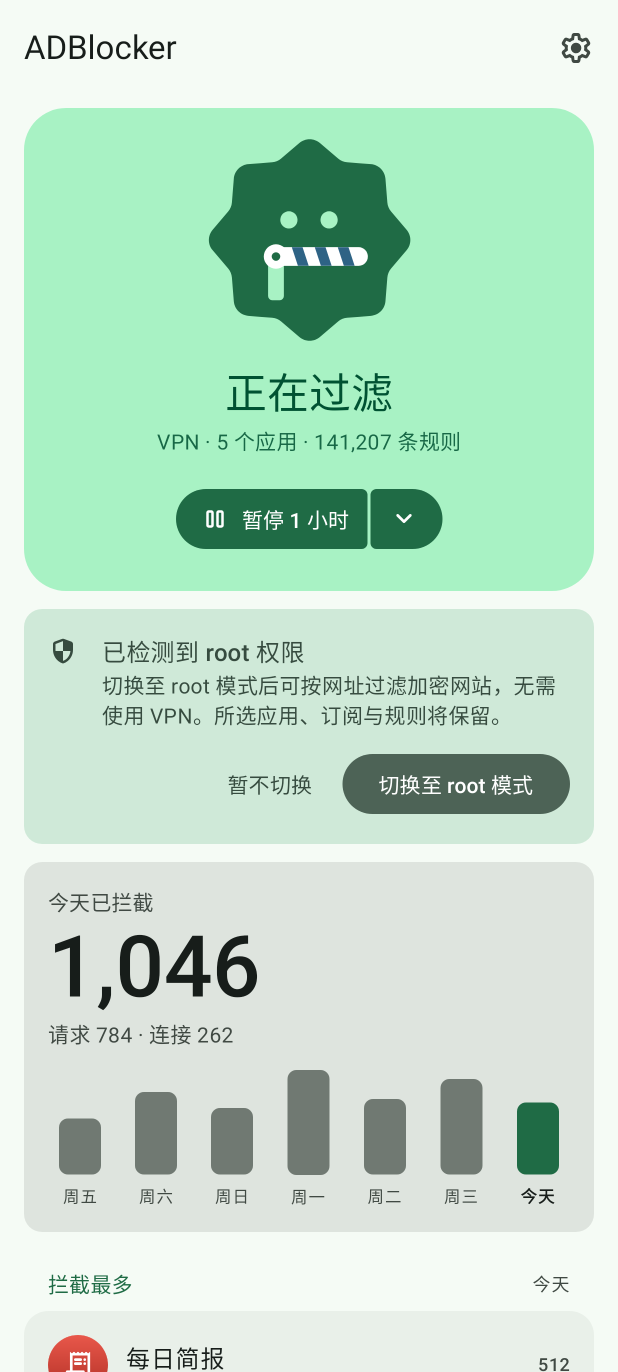 ADBlocker
正在过滤
VPN · 5 个应用 · 141,207 条规则
暂停 1 小时
已检测到 root 权限
切换至 root 模式后可按网址过滤加密网站，无需
使用 VPN。所选应用、订阅与规则将保留。
暂不切换
切换至 root 模式
今天已拦截
1,046
请求 784 · 连接 262
周五 周六 周日 周一 周二 周三 今天
拦截最多 今天
每日简报 512